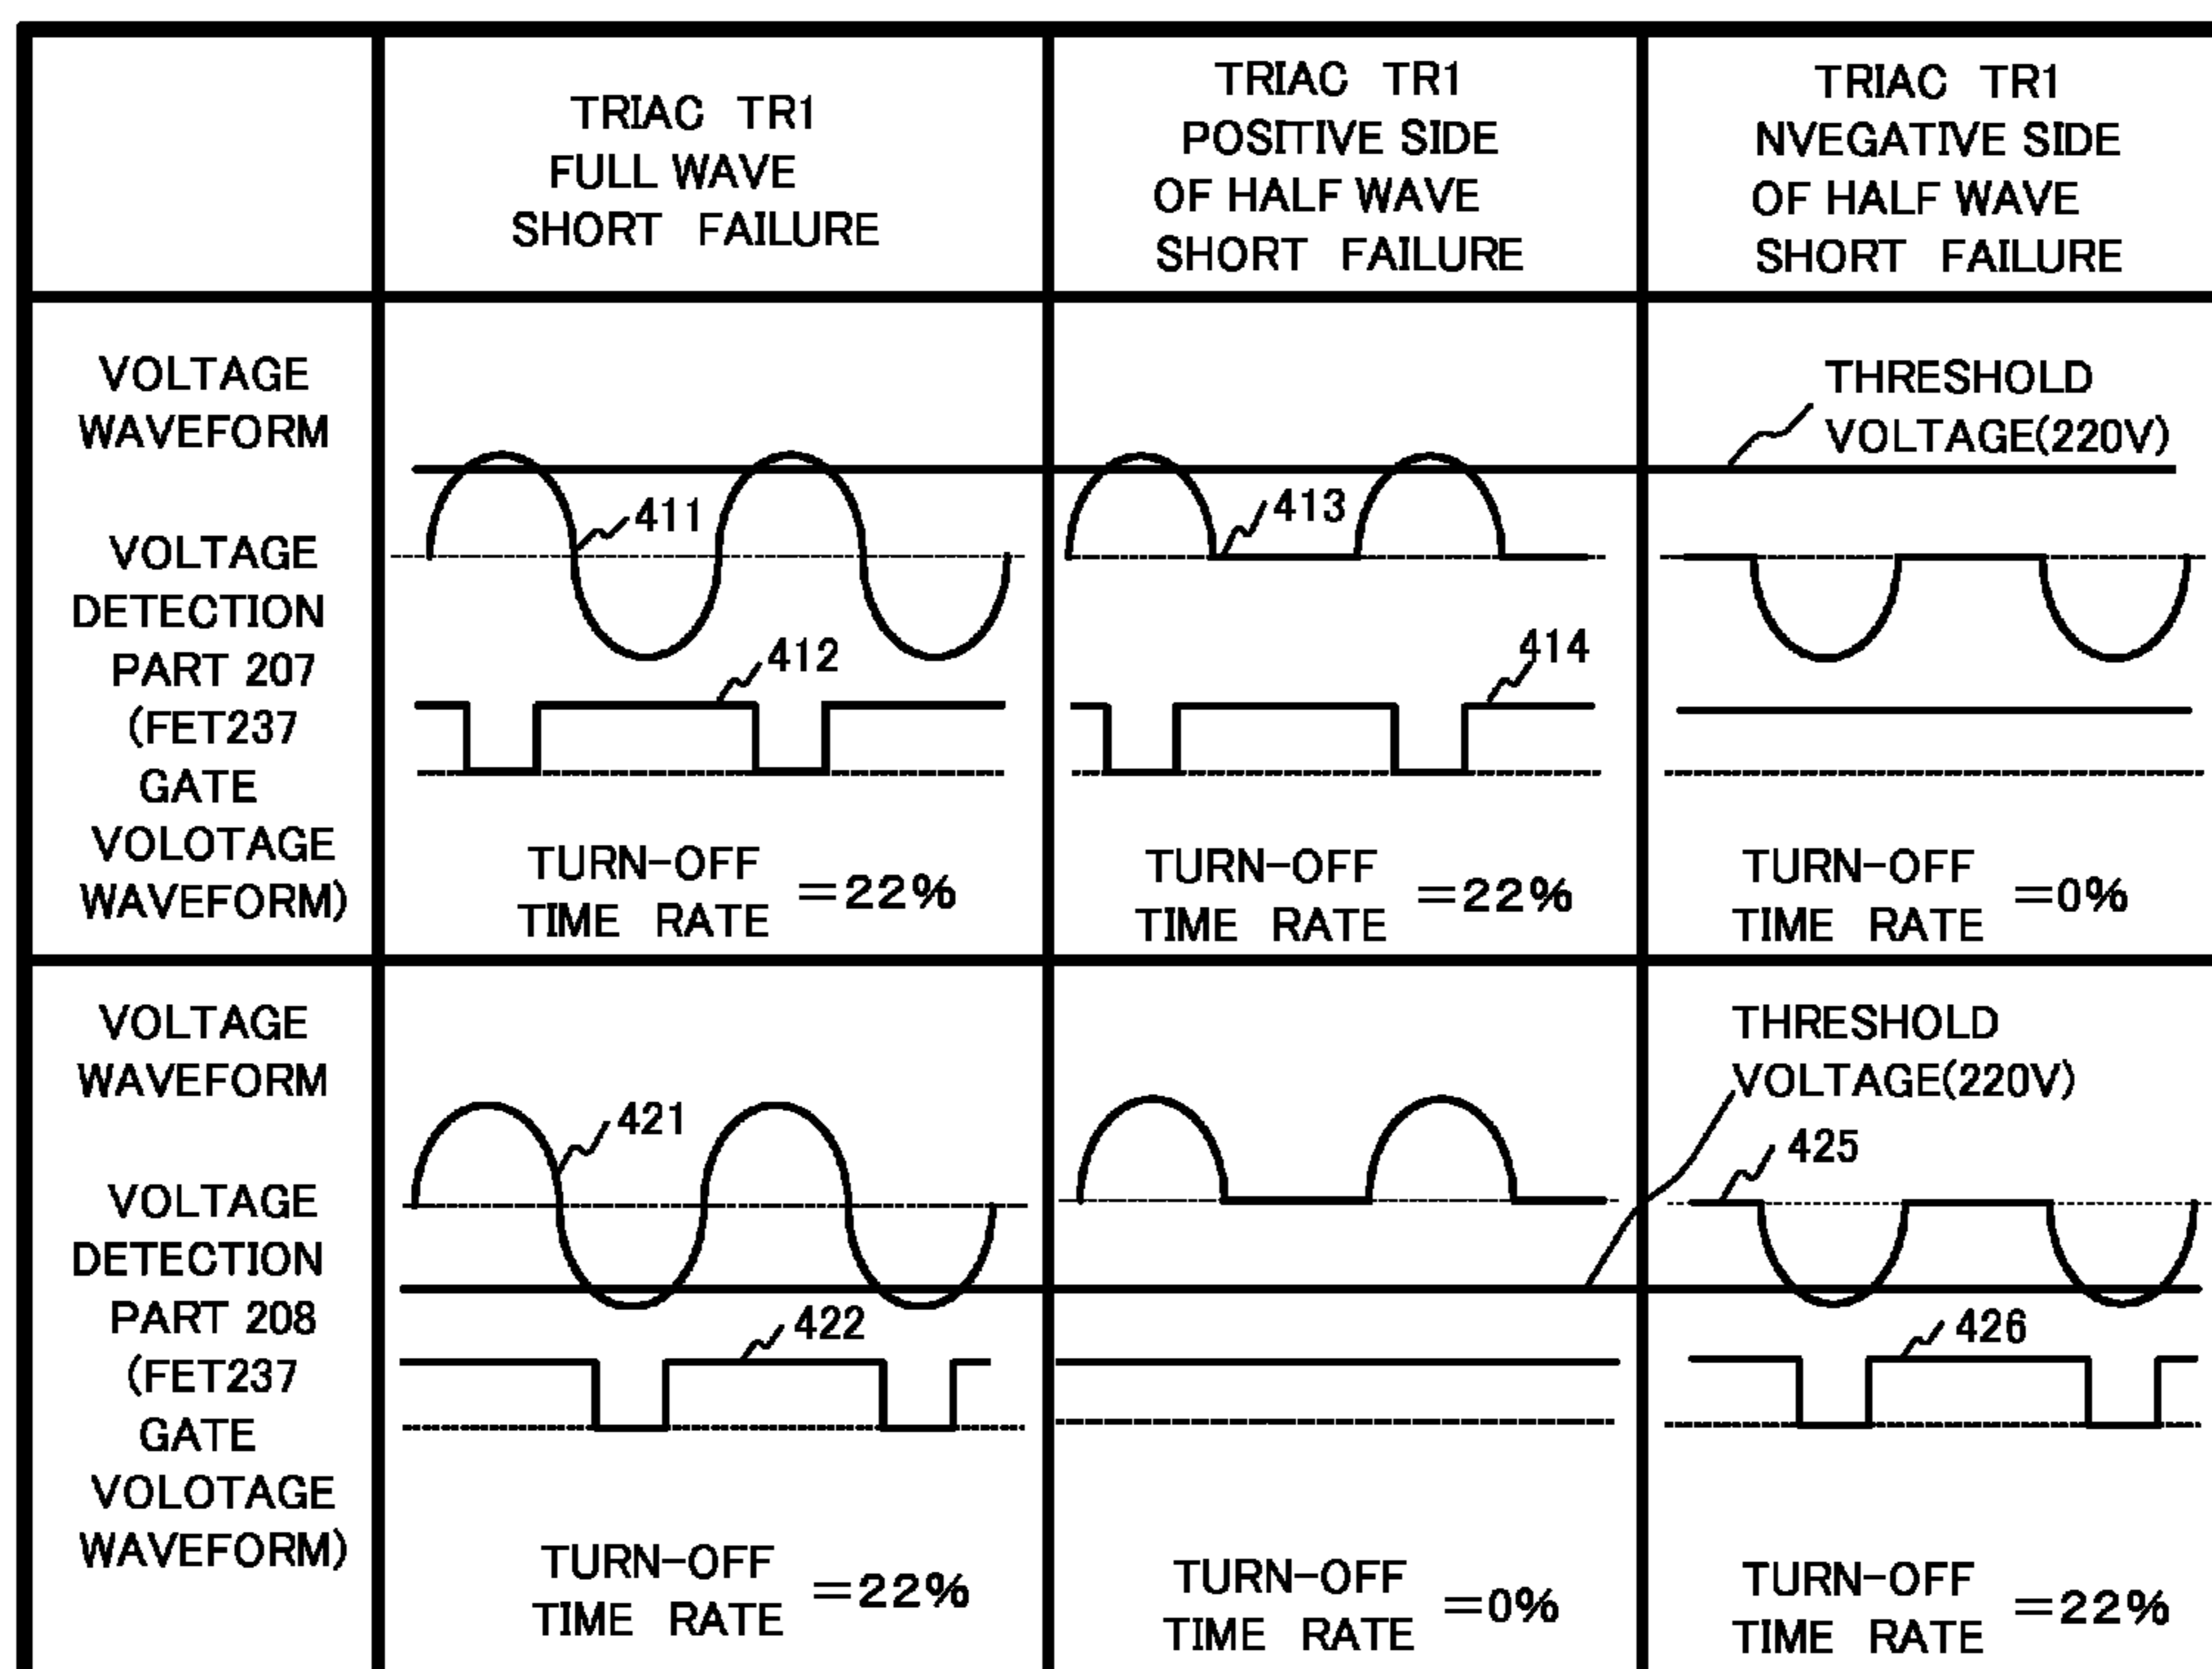 TRIAC TR1
FULL WAVE
SHORT FAILURE
TRIAC TR1
POSITIVE SIDE
OF HALF WAVE
SHORT FAILURE
TRIAC TR1
NVEGATIVE SIDE
OF HALF WAVE
SHORT FAILURE
VOLTAGE
WAVEFORM
VOLTAGE
DETECTION
PART 207
(FET237
GATE
VOLOTAGE
WAVEFORM)
411
412
TURN-OFF
TIME RATE =22%
413
414
TURN-OFF
TIME RATE =22%
THRESHOLD
VOLTAGE(220V)
TURN-OFF
TIME RATE =0%
VOLTAGE
WAVEFORM
VOLTAGE
DETECTION
PART 208
(FET237
GATE
VOLOTAGE
WAVEFORM)
421
422
TURN-OFF
TIME RATE =22%
TURN-OFF
TIME RATE =0%
THRESHOLD
VOLTAGE(220V)
425
426
TURN-OFF
TIME RATE =22%